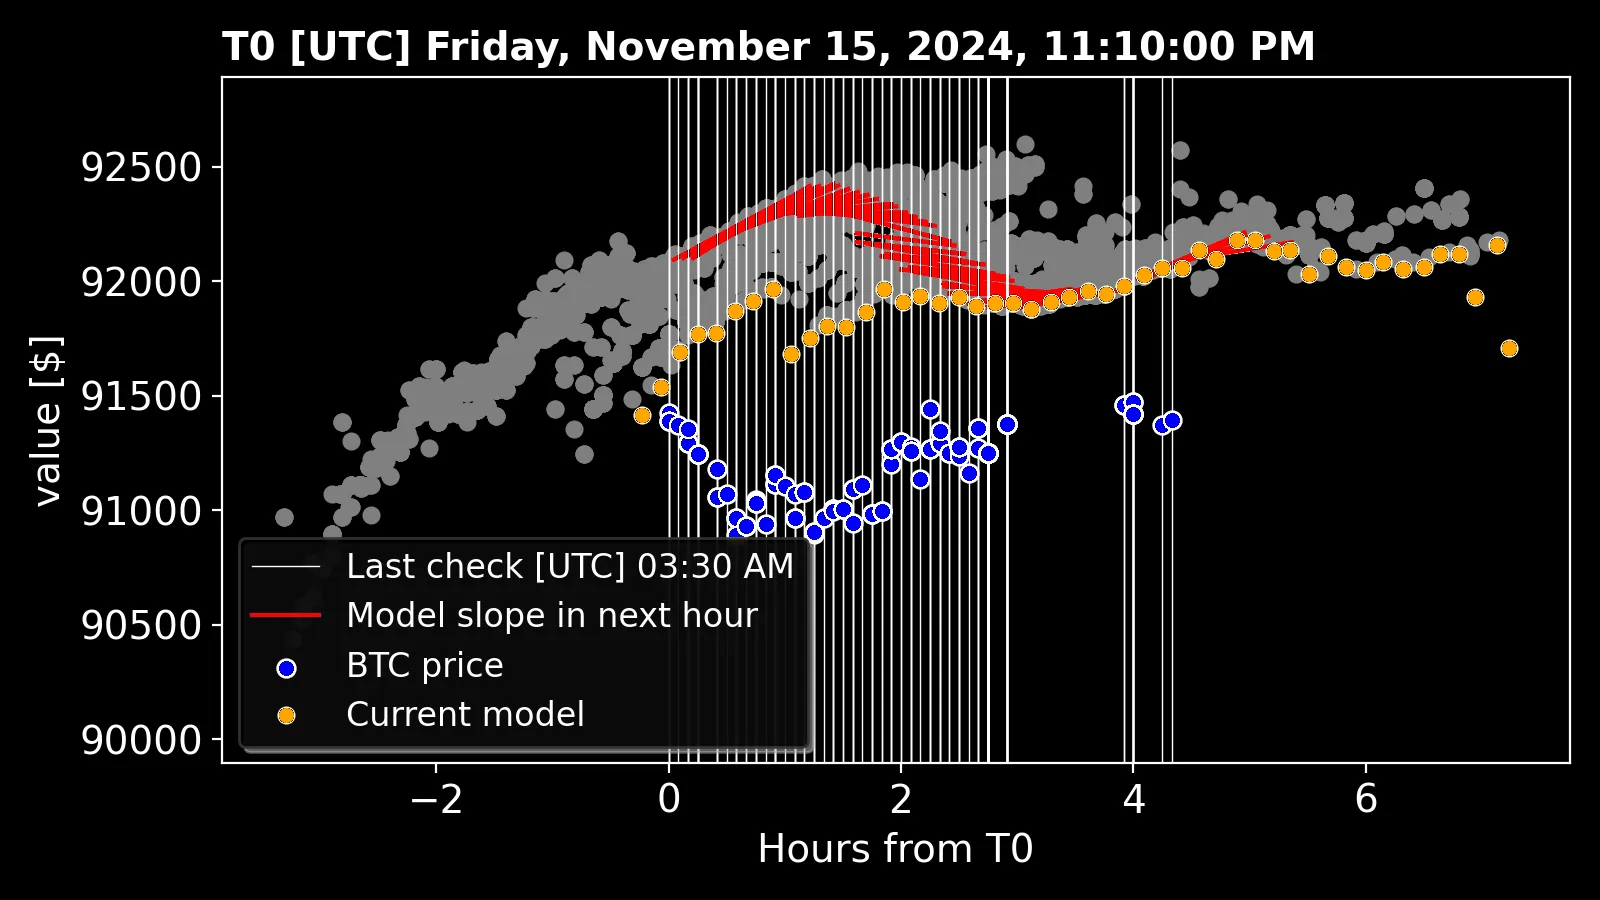 T0 [UTC] Friday, November 15, 2024, 11:10:00 PM
92500
92000
91500
91000
90500
90000
value [$]
Last check [UTC] 03:30 AM
Model slope in next hour
BTC price
Current model
−2 0 2 4 6
Hours from T0